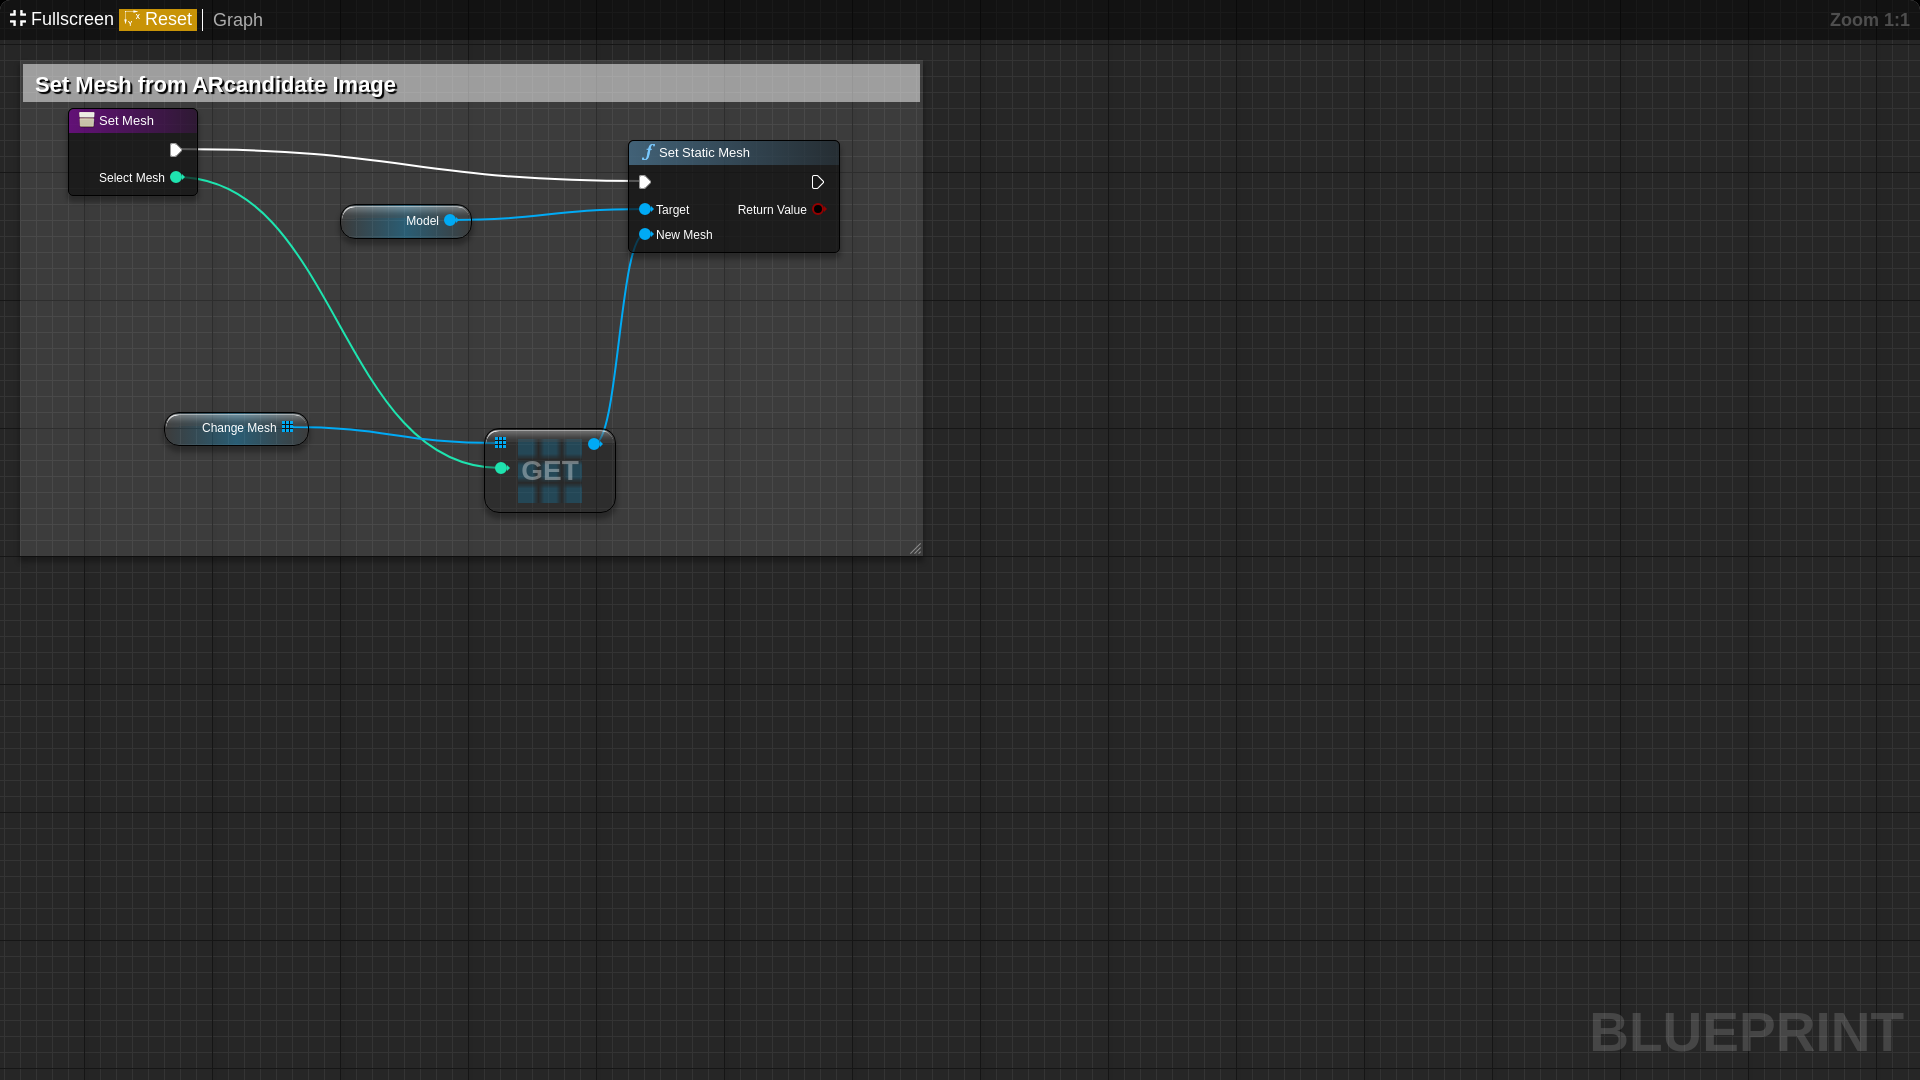 Fullscreen Reset Graph Zoom 1:1
Set Mesh from ARcandidate Image
Set Mesh
Select Mesh
Set Static Mesh
Target Return Value
New Mesh
Model
Change Mesh
GET
BLUEPRINT